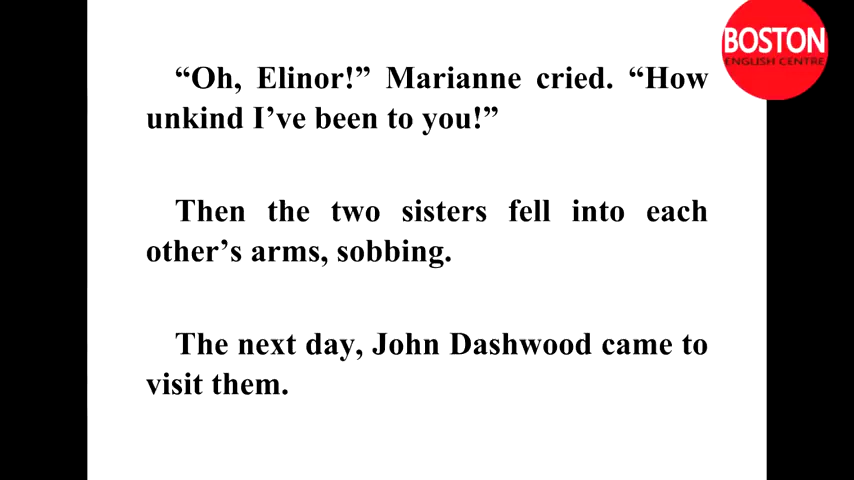 BOSTON
ENGLISH CENTRE
“Oh, Elinor!” Marianne cried. “How
unkind I’ve been to you!”
Then the two sisters fell into each
other’s arms, sobbing.
The next day, John Dashwood came to
visit them.